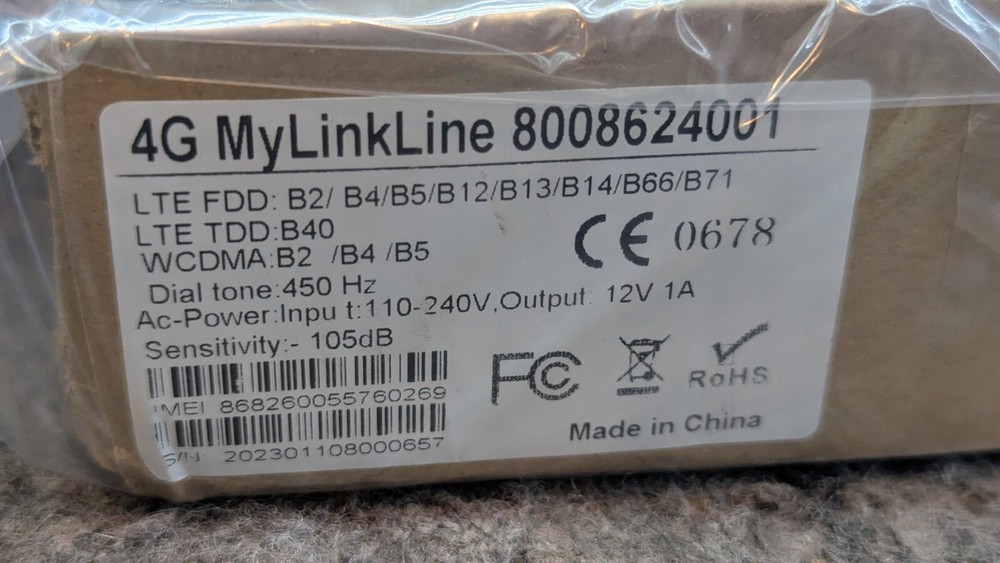 4G MyLinkLine 8008624001
LTE FDD: B2/ B4/B5/B12/B13/B14/B66/B71
LTE TDD:B40
WCDMA:B2 /B4 /B5
CE 0678
Dial tone:450 Hz
Ac-Power:Inpu t:110-240V,Output: 12V 1A
Sensitivity:- 105dB
FC
RoHS
IMEI 868260055760269
S/N: 202301108000657
Made in China